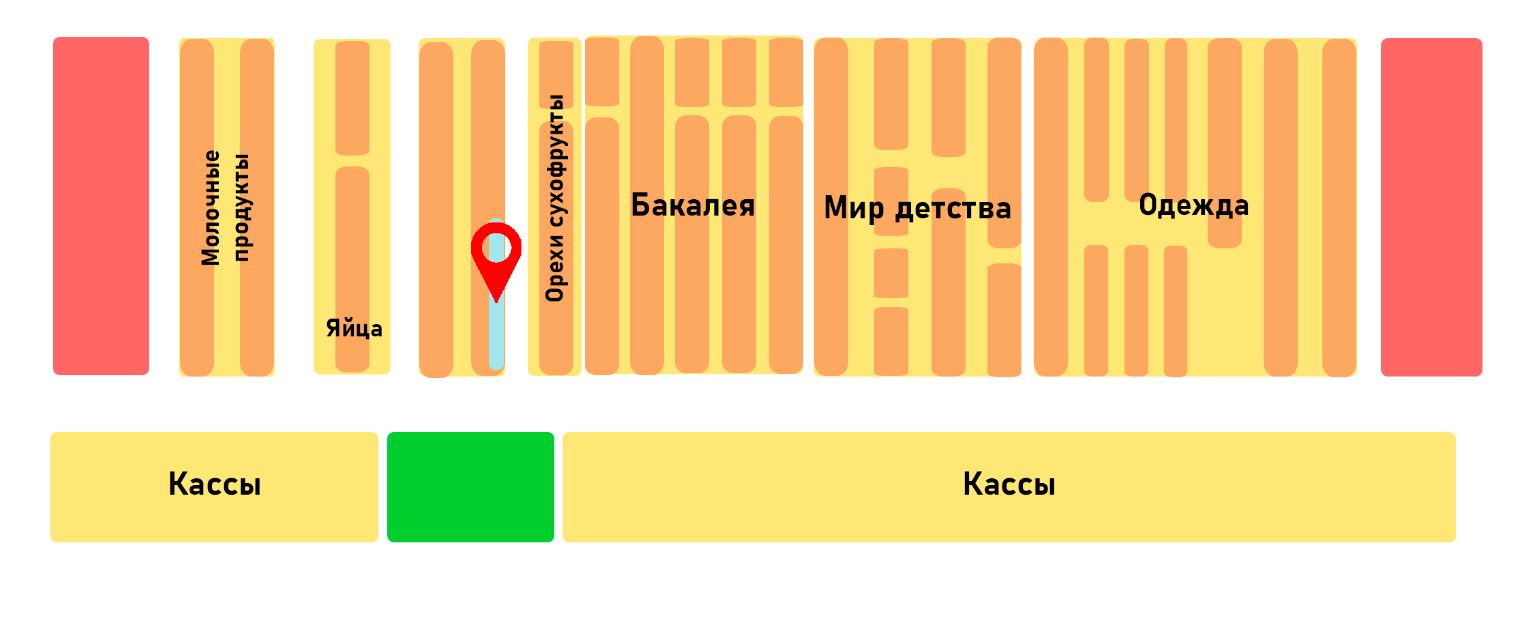 Молочные
продукты
Яйца
Орехи сухофрукты
Бакалея
Мир детства
Одежда
Кассы
Кассы